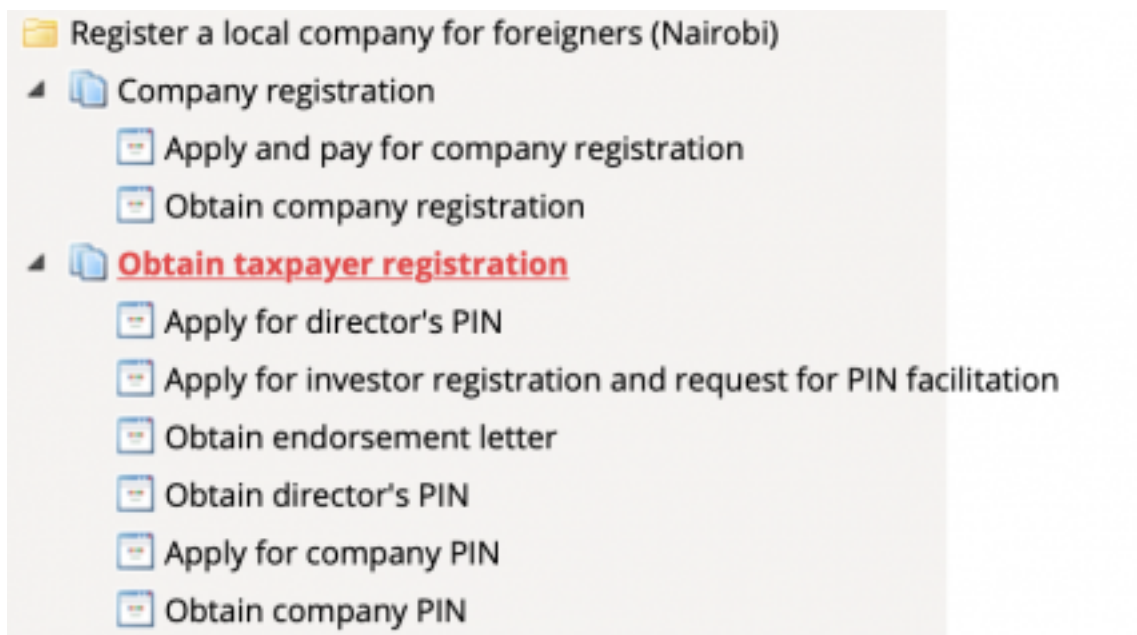 Register a local company for foreigners (Nairobi)
Company registration
Apply and pay for company registration
Obtain company registration
Obtain taxpayer registration
Apply for director's PIN
Apply for investor registration and request for PIN facilitation
Obtain endorsement letter
Obtain director's PIN
Apply for company PIN
Obtain company PIN